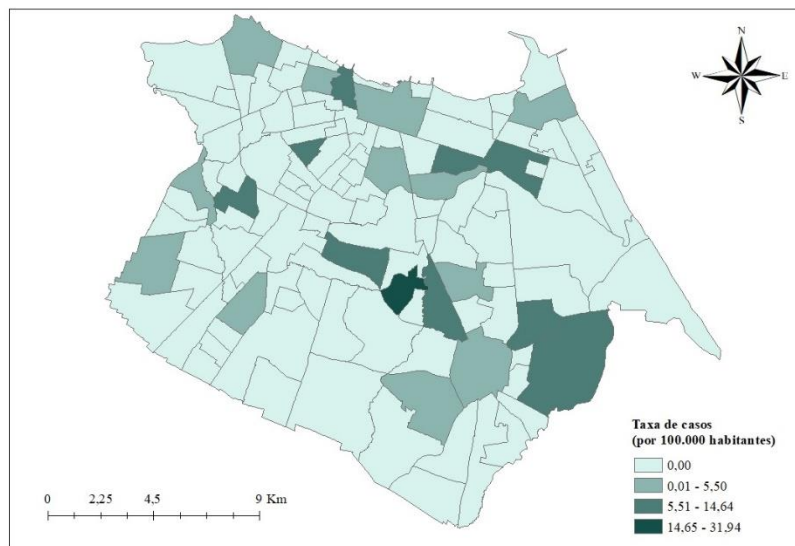 N
W
E
S
Taxa de casos
(por 100.000 habitantes)
0,00
0,01 - 5,50
5,51 - 14,64
14,65 - 31,94
0 2,25 4,5 9 Km